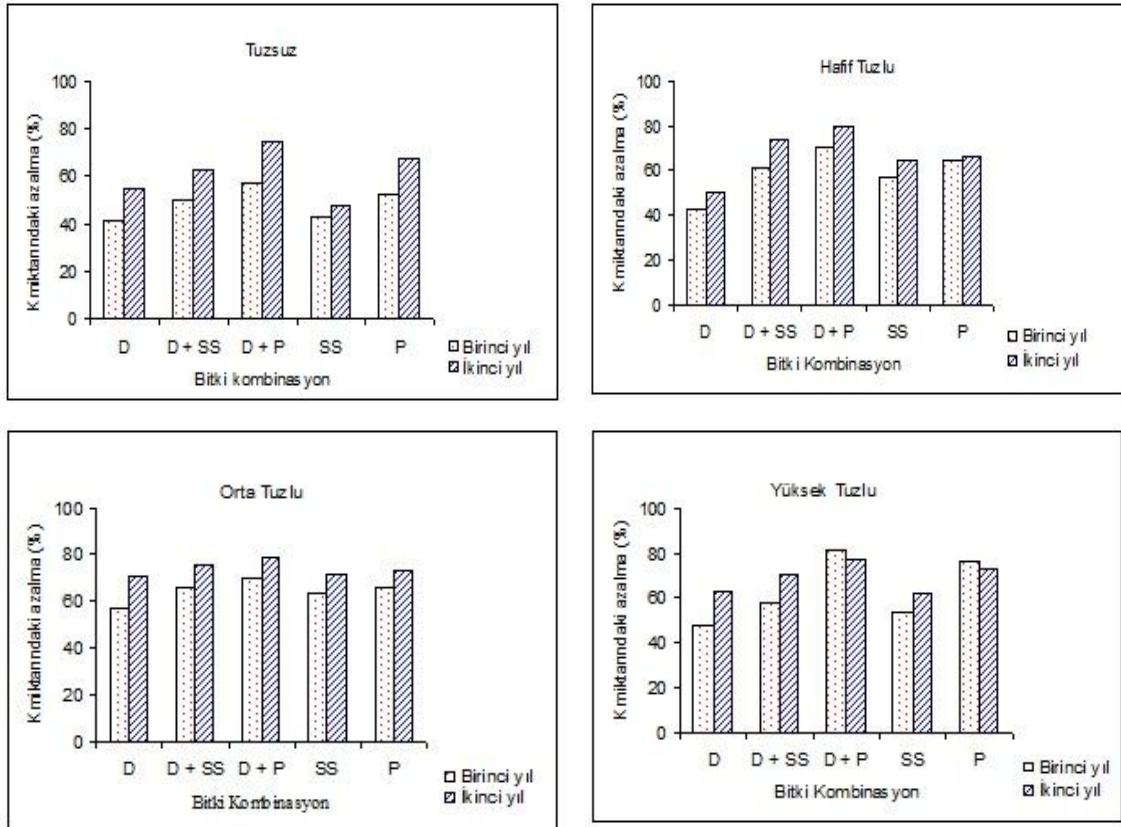 Tuzsuz
K miktarındaki azalma (%)
100
80
60
40
20
0
D D + SS D + P SS P
Bitki kombinasyon
Birinci yıl
İkinci yıl
Hafif Tuzlu
K miktarındaki azalma (%)
100
80
60
40
20
0
D D + SS D + P SS P
Bitki Kombinasyon
Birinci yıl
İkinci yıl
Orta Tuzlu
K miktarındaki azalma (%)
100
80
60
40
20
0
D D + SS D + P SS P
Bitki Kombinasyon
Birinci yıl
İkinci yıl
Yüksek Tuzlu
K miktarındaki azalma (%)
100
80
60
40
20
0
D D + SS D + P SS P
Bitki Kombinasyon
Birinci yıl
İkinci yıl